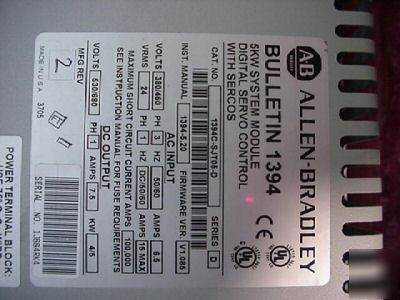 AB ALLEN-BRADLEY
BULLETIN 1394
5KW SYSTEM MODULE
DIGITAL SERVO CONTROL
WITH SERCOS
CAT. NO. 1394C-SJT05-D SERIES D
INST. MANUAL 1394-5.20 FIRMWARE VER. V1.085
AC INPUT
VOLTS 380/460 PH 3 HZ 50/60 AMPS 6.5
VRMS 24 PH 1 HZ DC/50/60 AMPS 15 MAX
MAXIMUM SHORT CIRCUIT CURRENT AMPS 100,000
SEE INSTRUCTION MANUAL FOR FUSE REQUIREMENTS
DC OUTPUT
VOLTS 530/680 PH 1 AMPS 7.5 KW 4/5
MFG REV 2
MADE IN U.S.A. 3705
SERIAL NO.
POWER TERMINAL BLOCK: